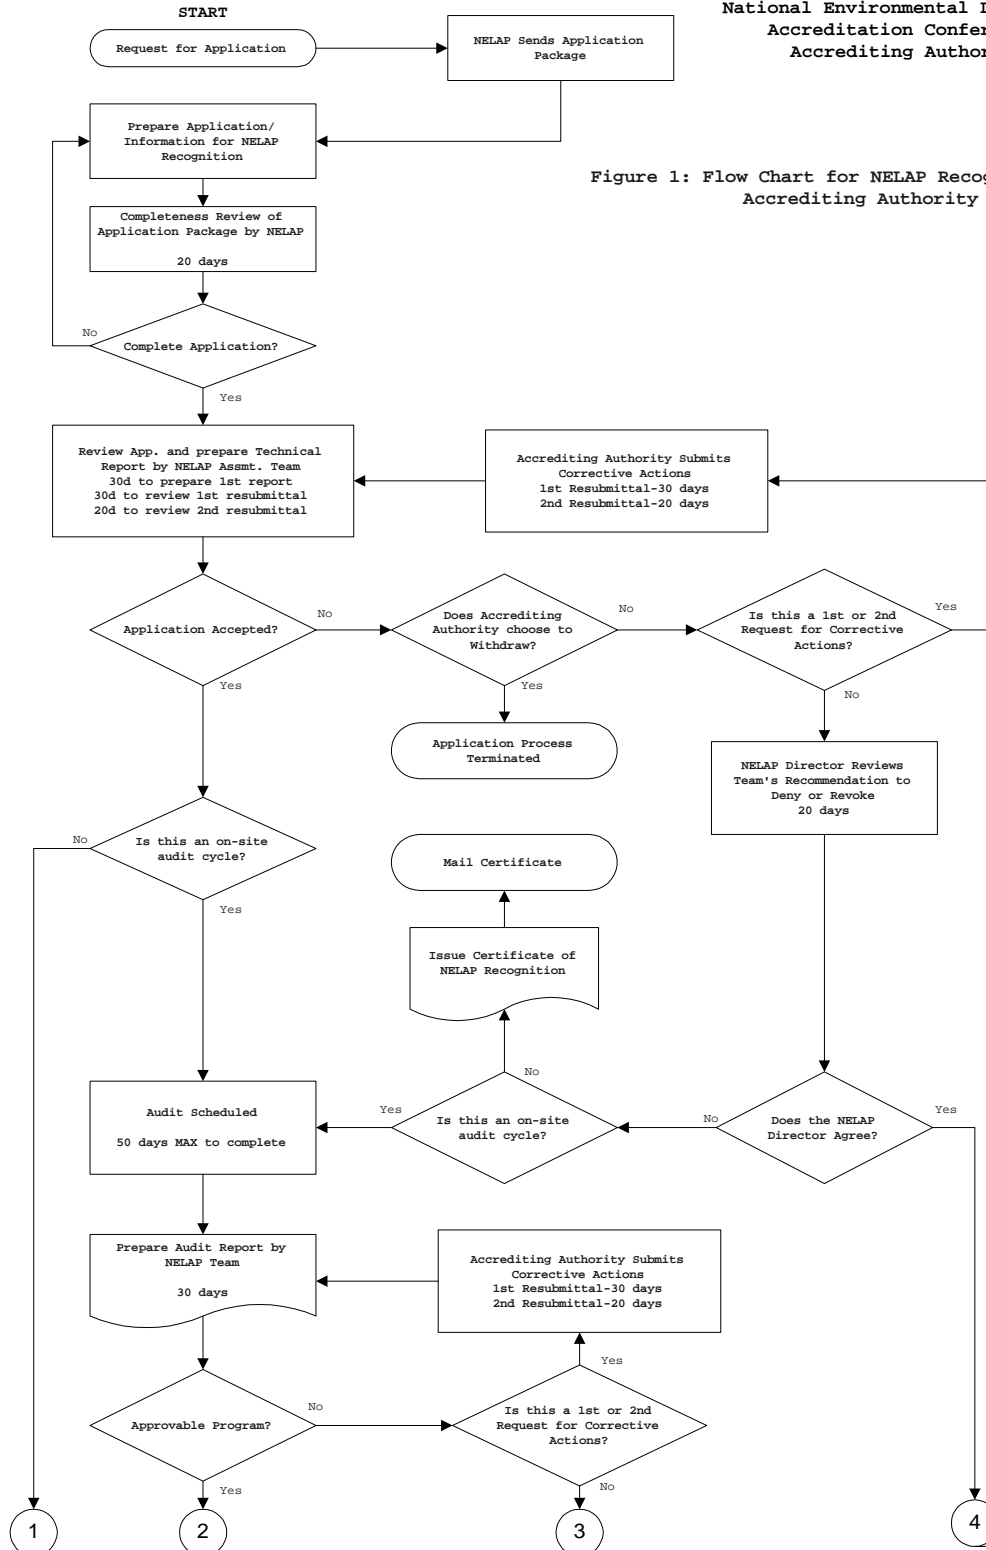 START
National Environmental
Accreditation
Accrediting
Request for Application
NELAP Sends Application
Package
Prepare Application/
Information for NELAP
Recognition
Figure 1: Flow Chart for NELAP
Accrediting Authority
Completeness Review of
Application Package by NELAP
20 days
No
Complete Application?
Yes
Review App. and prepare Technical
Report by NELAP Assmt. Team
30d to prepare 1st report
30d to review 1st resubmittal
20d to review 2nd resubmittal
Accrediting Authority Submits
Corrective Actions
1st Resubmittal-30 days
2nd Resubmittal-20 days
Application Accepted?
No
Does Accrediting
Authority choose to
Withdraw?
No
Is this a 1st or 2nd
Request for Corrective
Actions?
Yes
Yes
Yes
No
Application Process
Terminated
NELAP Director Reviews
Team's Recommendation to
Deny or Revoke
20 days
No
Is this an on-site
audit cycle?
Yes
Mail Certificate
Issue Certificate of
NELAP Recognition
No
Audit Scheduled
50 days MAX to complete
Yes
Is this an on-site
audit cycle?
No
Does the NELAP
Director Agree?
Yes
Prepare Audit Report by
NELAP Team
30 days
Accrediting Authority Submits
Corrective Actions
1st Resubmittal-30 days
2nd Resubmittal-20 days
Yes
Approvable Program?
No
Is this a 1st or 2nd
Request for Corrective
Actions?
Yes
No
1
2
3
4